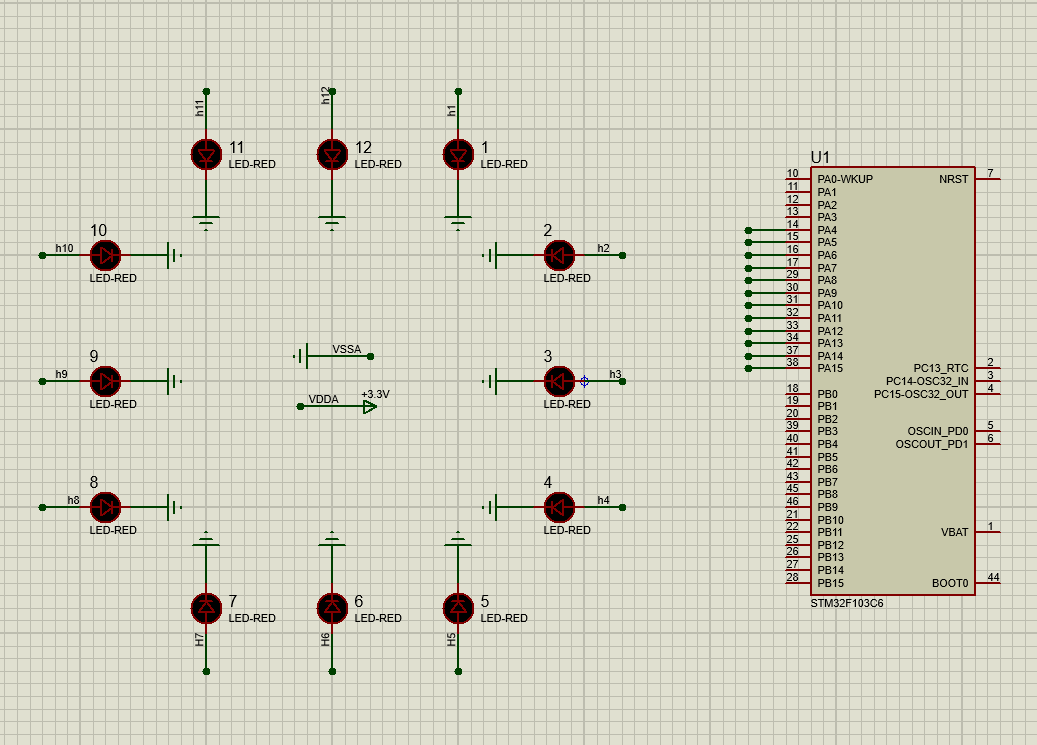 h11
h12
h1
11
LED-RED
12
LED-RED
1
LED-RED
10
h10
LED-RED
2
h2
LED-RED
9
h9
LED-RED
VSSA
VDDA
+3.3V
3
h3
LED-RED
8
h8
LED-RED
4
h4
LED-RED
7
LED-RED
H7
6
LED-RED
H6
5
LED-RED
H5
U1
10 PA0-WKUP NRST 7
11 PA1
12 PA2
13 PA3
14 PA4
15 PA5
16 PA6
17 PA7
29 PA8
30 PA9
31 PA10
32 PA11
33 PA12
34 PA13
37 PA14
38 PA15 PC13_RTC 2
PC14-OSC32_IN 3
18 PB0 PC15-OSC32_OUT 4
19 PB1
20 PB2
39 PB3 OSCIN_PD0 5
40 PB4 OSCOUT_PD1 6
41 PB5
42 PB6
43 PB7
45 PB8
46 PB9
21 PB10
22 PB11 VBAT 1
25 PB12
26 PB13
27 PB14
28 PB15 BOOT0 44
STM32F103C6